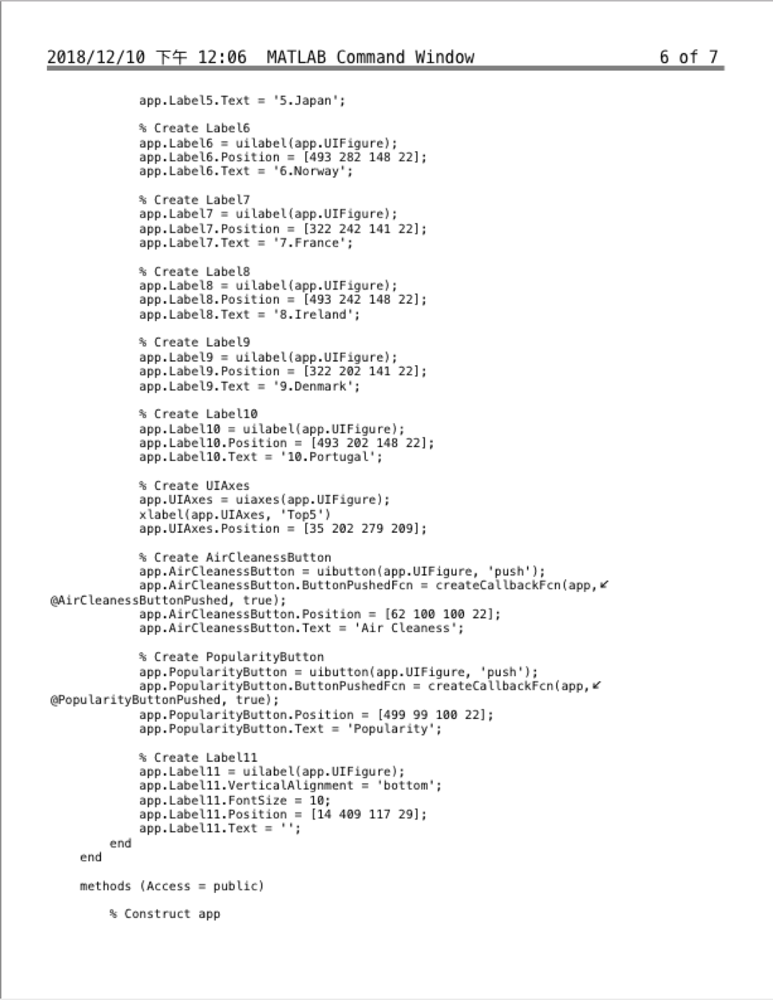 2018/12/10 下午 12:06 MATLAB Command Window 6 of 7
app.Label5.Text = '5.Japan';
% Create Label6
app.Label6 = uilabel(app.UIFigure);
app.Label6.Position = [493 282 148 22];
app.Label6.Text = '6.Norway';
% Create Label7
app.Label7 = uilabel(app.UIFigure);
app.Label7.Position = [322 242 141 22];
app.Label7.Text = '7.France';
% Create Label8
app.Label8 = uilabel(app.UIFigure);
app.Label8.Position = [493 242 148 22];
app.Label8.Text = '8.Ireland';
% Create Label9
app.Label9 = uilabel(app.UIFigure);
app.Label9.Position = [322 202 141 22];
app.Label9.Text = '9.Denmark';
% Create Label10
app.Label10 = uilabel(app.UIFigure);
app.Label10.Position = [493 202 148 22];
app.Label10.Text = '10.Portugal';
% Create UIAxes
app.UIAxes = uiaxes(app.UIFigure);
xlabel(app.UIAxes, 'Top5')
app.UIAxes.Position = [35 202 279 209];
% Create AirCleanessButton
app.AirCleanessButton = uibutton(app.UIFigure, 'push');
app.AirCleanessButton.ButtonPushedFcn = createCallbackFcn(app,↙
@AirCleanessButtonPushed, true);
app.AirCleanessButton.Position = [62 100 100 22];
app.AirCleanessButton.Text = 'Air Cleaness';
% Create PopularityButton
app.PopularityButton = uibutton(app.UIFigure, 'push');
app.PopularityButton.ButtonPushedFcn = createCallbackFcn(app,↙
@PopularityButtonPushed, true);
app.PopularityButton.Position = [499 99 100 22];
app.PopularityButton.Text = 'Popularity';
% Create Label11
app.Label11 = uilabel(app.UIFigure);
app.Label11.VerticalAlignment = 'bottom';
app.Label11.FontSize = 10;
app.Label11.Position = [14 409 117 29];
app.Label11.Text = '';
end
end
methods (Access = public)
% Construct app